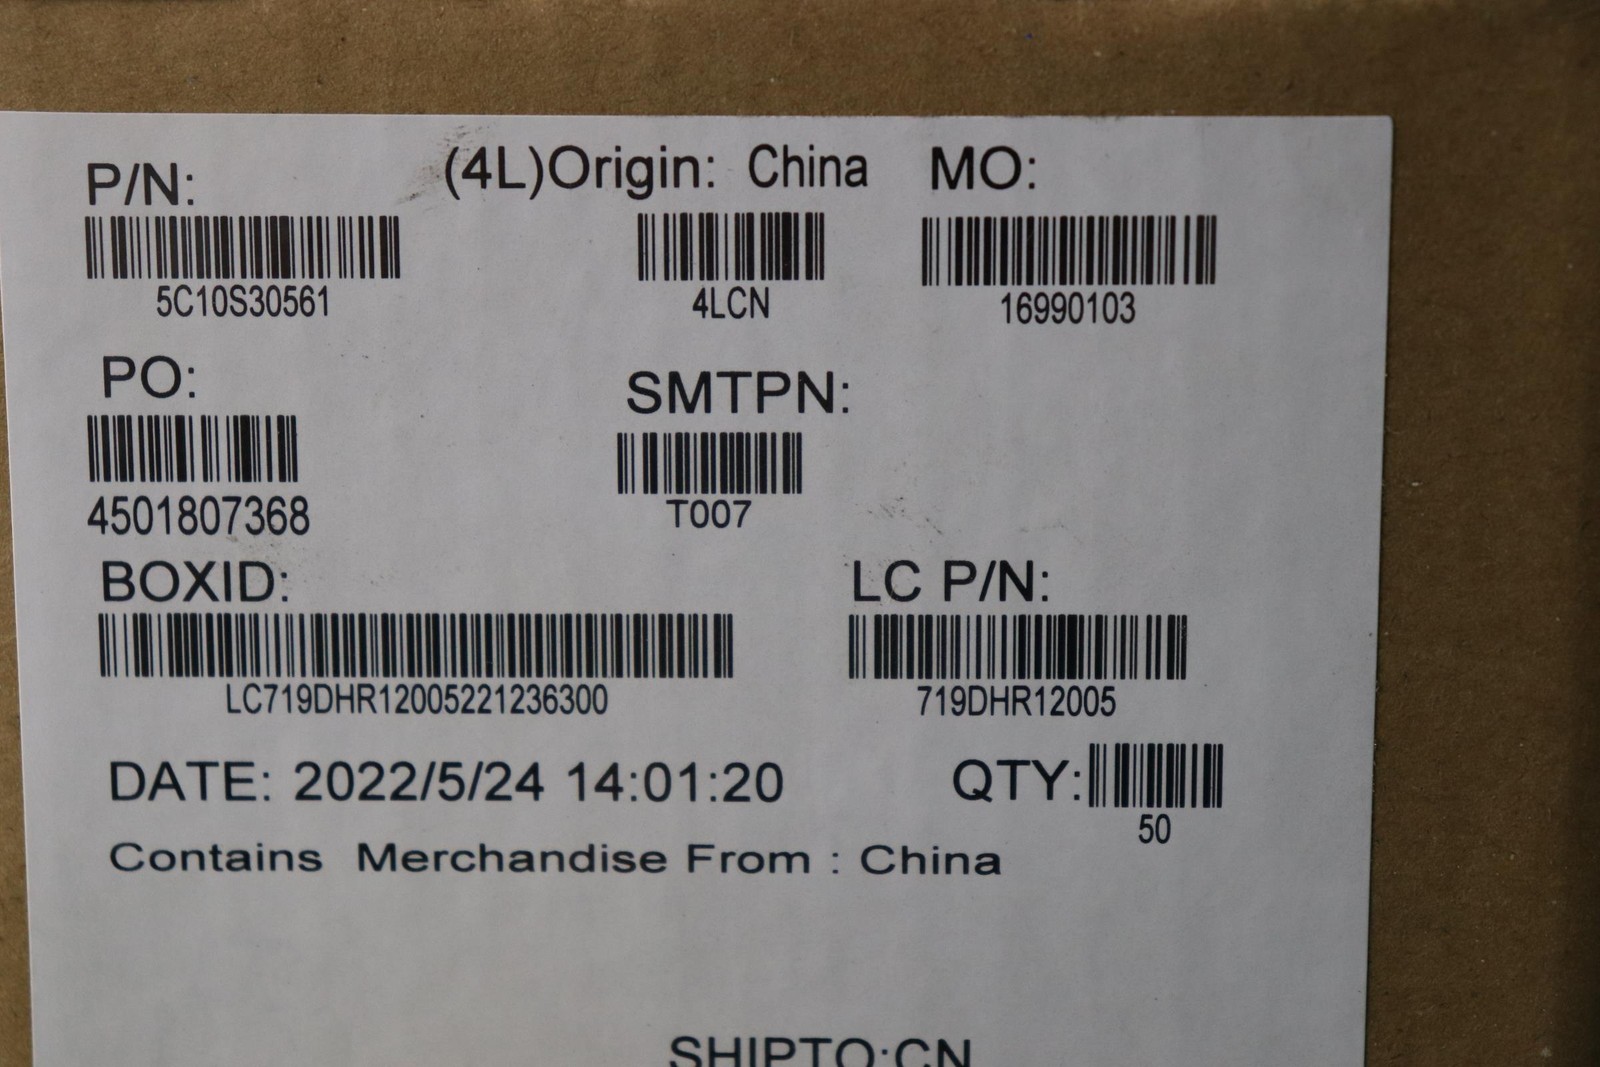 P/N: (4L)Origin: China MO:
5C10S30561 4LCN 16990103
PO: SMTPN:
4501807368 T007
BOXID: LC P/N:
LC719DHR12005221236300 719DHR12005
DATE: 2022/5/24 14:01:20 QTY:
50
Contains Merchandise From : China
SHIPTO:CN